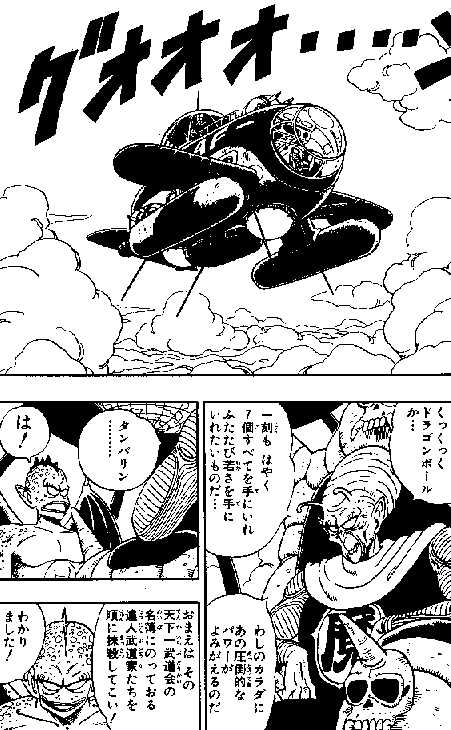 グオオオ・・・・ン
くっくっく
ドラゴンボール
か…
一刻も はやく
7個すべてを手にいれ
ふたたび若さを手に
いれたいものだ…
わしのカラダに
あの圧倒的な
パワーが
よみがえるのだ
魔
タンバリン
………
は！
おまえは その
天下一武道会の
名簿にのっておる
達人武道家たちを
順に抹殺してこい！
わかり
ました！